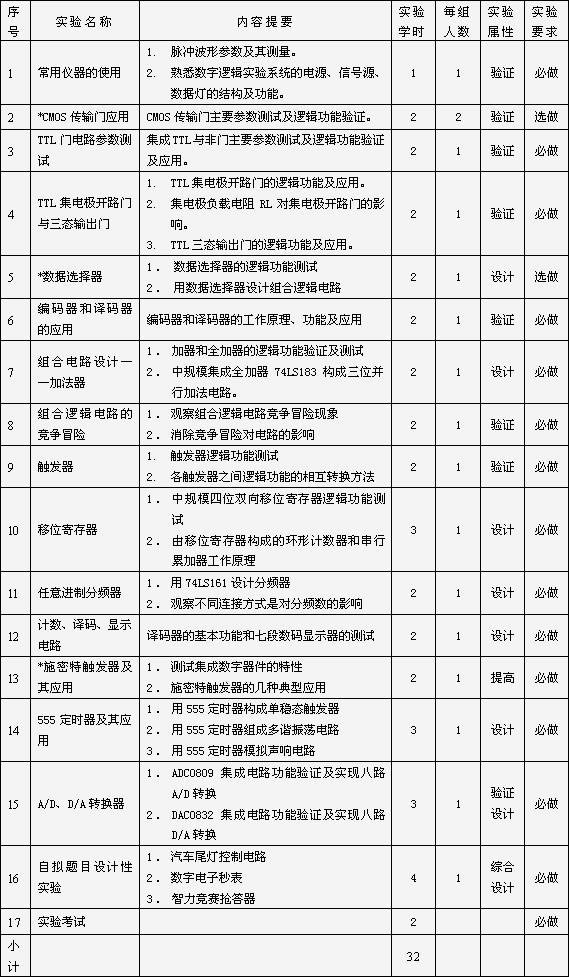 序号 实验名称 内容提要 实验学时 每组人数 实验属性 实验要求
1 常用仪器的使用 1. 脉冲波形参数及其测量。
2. 熟悉数字逻辑实验系统的电源、信号源、数据灯的结构及功能。 1 1 验证 必做
2 *CMOS 传输门应用 CMOS 传输门主要参数测试及逻辑功能验证。 2 2 验证 选做
3 TTL 门电路参数测试 集成 TTL 与非门主要参数测试及逻辑功能验证及应用。 2 1 验证 必做
4 TTL 集电极开路门与三态输出门 1. TTL 集电极开路门的逻辑功能及应用。
2. 集电极负载电阻 RL 对集电极开路门的影响。
3. TTL 三态输出门的逻辑功能及应用。 2 1 验证 必做
5 *数据选择器 1． 数据选择器的逻辑功能测试
2． 用数据选择器设计组合逻辑电路 2 1 设计 选做
6 编码器和译码器的应用 编码器和译码器的工作原理、功能及应用 2 1 验证 必做
7 组合电路设计一一加法器 1． 加器和全加器的逻辑功能验证及测试
2． 中规模集成全加器 74LS183 构成三位并行加法电路。 2 1 设计 必做
8 组合逻辑电路的竞争冒险 1． 观察组合逻辑电路竞争冒险现象
2． 消除竞争冒险对电路的影响 2 1 验证 必做
9 触发器 1. 触发器逻辑功能测试
2. 各触发器之间逻辑功能的相互转换方法 2 1 验证 必做
10 移位寄存器 1． 中规模四位双向移位寄存器逻辑功能测试
2． 由移位寄存器构成的环形计数器和串行累加器工作原理 3 1 设计 必做
11 任意进制分频器 1． 用 74LS161 设计分频器
2． 观察不同连接方式是对分频数的影响 2 1 设计 必做
12 计数、译码、显示电路 译码器的基本功能和七段数码显示器的测试 2 1 设计 必做
13 *施密特触发器及其应用 1． 测试集成数字器件的特性
2． 施密特触发器的几种典型应用 2 1 提高 必做
14 555 定时器及其应用 1． 用 555 定时器构成单稳态触发器
2． 用 555 定时器组成多谐振荡电路
3． 用 555 定时器模拟声响电路 3 1 设计 必做
15 A/D、D/A 转换器 1． ADC0809 集成电路功能验证及实现八路 A/D 转换
2． DAC0832 集成电路功能验证及实现八路 D/A 转换 3 1 验证设计 必做
16 自拟题目设计性实验 1． 汽车尾灯控制电路
2． 数字电子秒表
3． 智力竞赛抢答器 4 1 综合设计 必做
17 实验考试 2 必做
小计 32